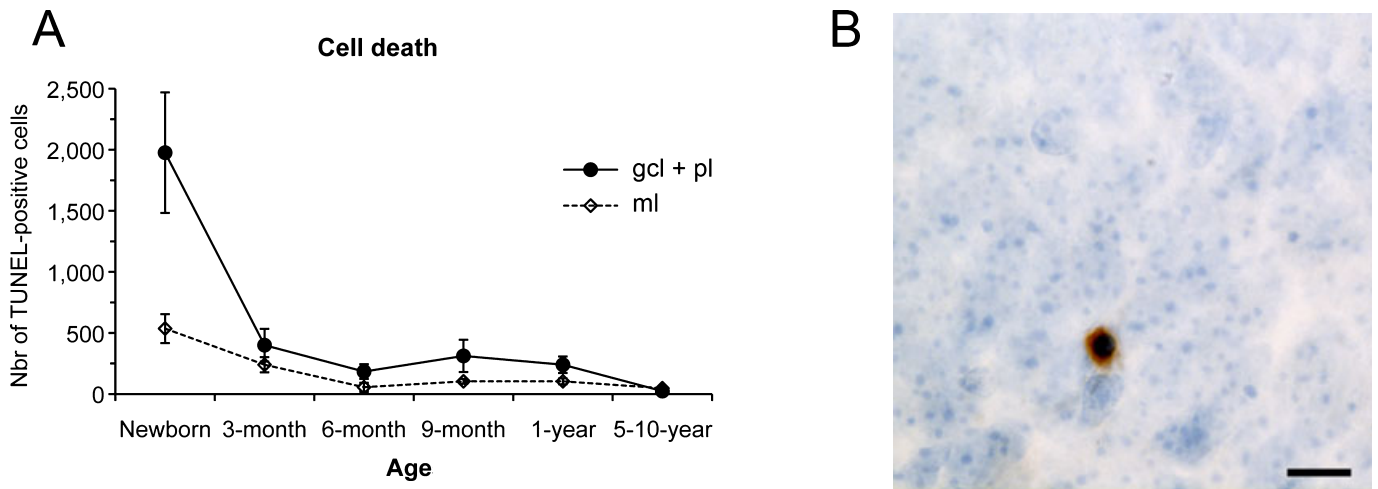 A
Cell death
Nbr of TUNEL-positive cells
2,500
2,000
1,500
1,000
500
0
gcl + pl
ml
Newborn 3-month 6-month 9-month 1-year 5-10-year
Age
B